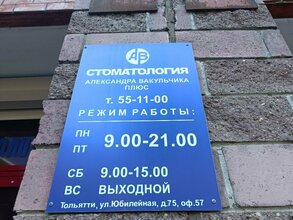 АВ
СТОМАТОЛОГИЯ
АЛЕКСАНДРА ВАКУЛЬЧИКА
ПЛЮС
т. 55-11-00
РЕЖИМ РАБОТЫ:
ПН
ПТ 9.00-21.00
СБ 9.00-15.00
ВС ВЫХОДНОЙ
Тольятти, ул.Юбилейная, д.75, оф.57